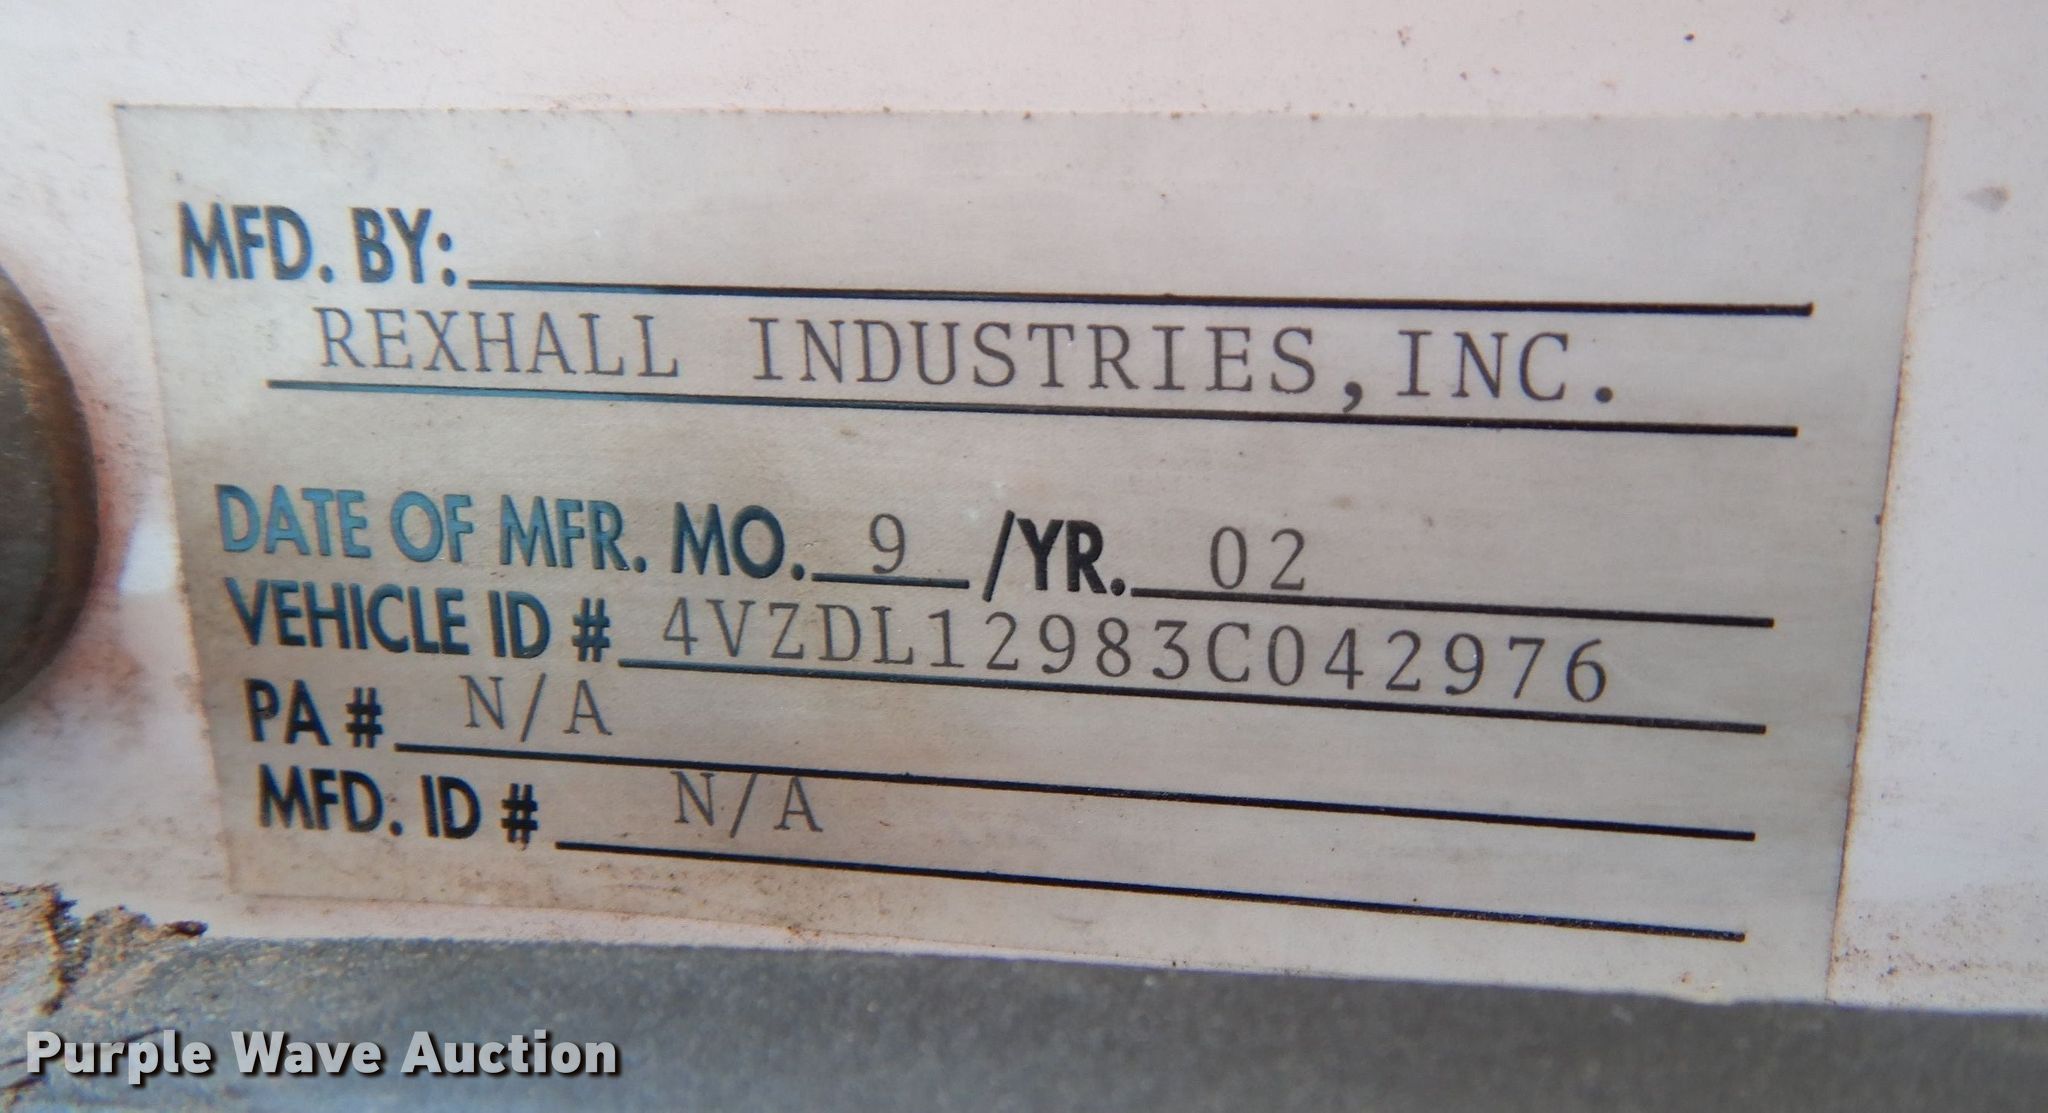 MFD. BY:
REXHALL INDUSTRIES,INC.
DATE OF MFR. MO. 9 /YR. 02
VEHICLE ID # 4VZDL12983C042976
PA # N/A
MFD. ID # N/A
Purple Wave Auction